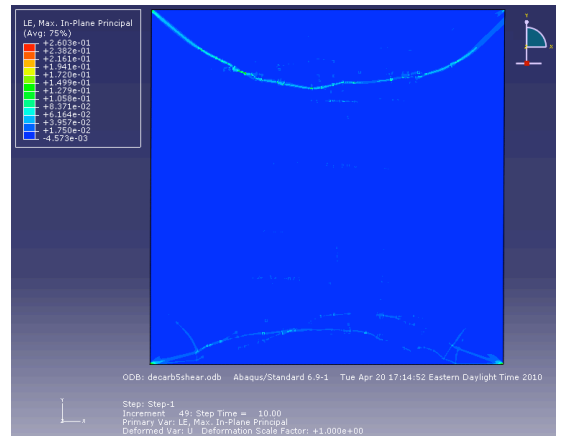 LE, Max. In-Plane Principal
(Avg: 75%)
+2.603e-01
+2.382e-01
+2.161e-01
+1.941e-01
+1.720e-01
+1.499e-01
+1.279e-01
+1.058e-01
+8.371e-02
+6.164e-02
+3.957e-02
+1.750e-02
-4.573e-03
Y
X
ODB: decarb5shear.odb Abaqus/Standard 6.9-1 Tue Apr 20 17:14:52 Eastern Daylight Time 2010
Y
X
Step: Step-1
Increment 49: Step Time = 10.00
Primary Var: LE, Max. In-Plane Principal
Deformed Var: U Deformation Scale Factor: +1.000e+00